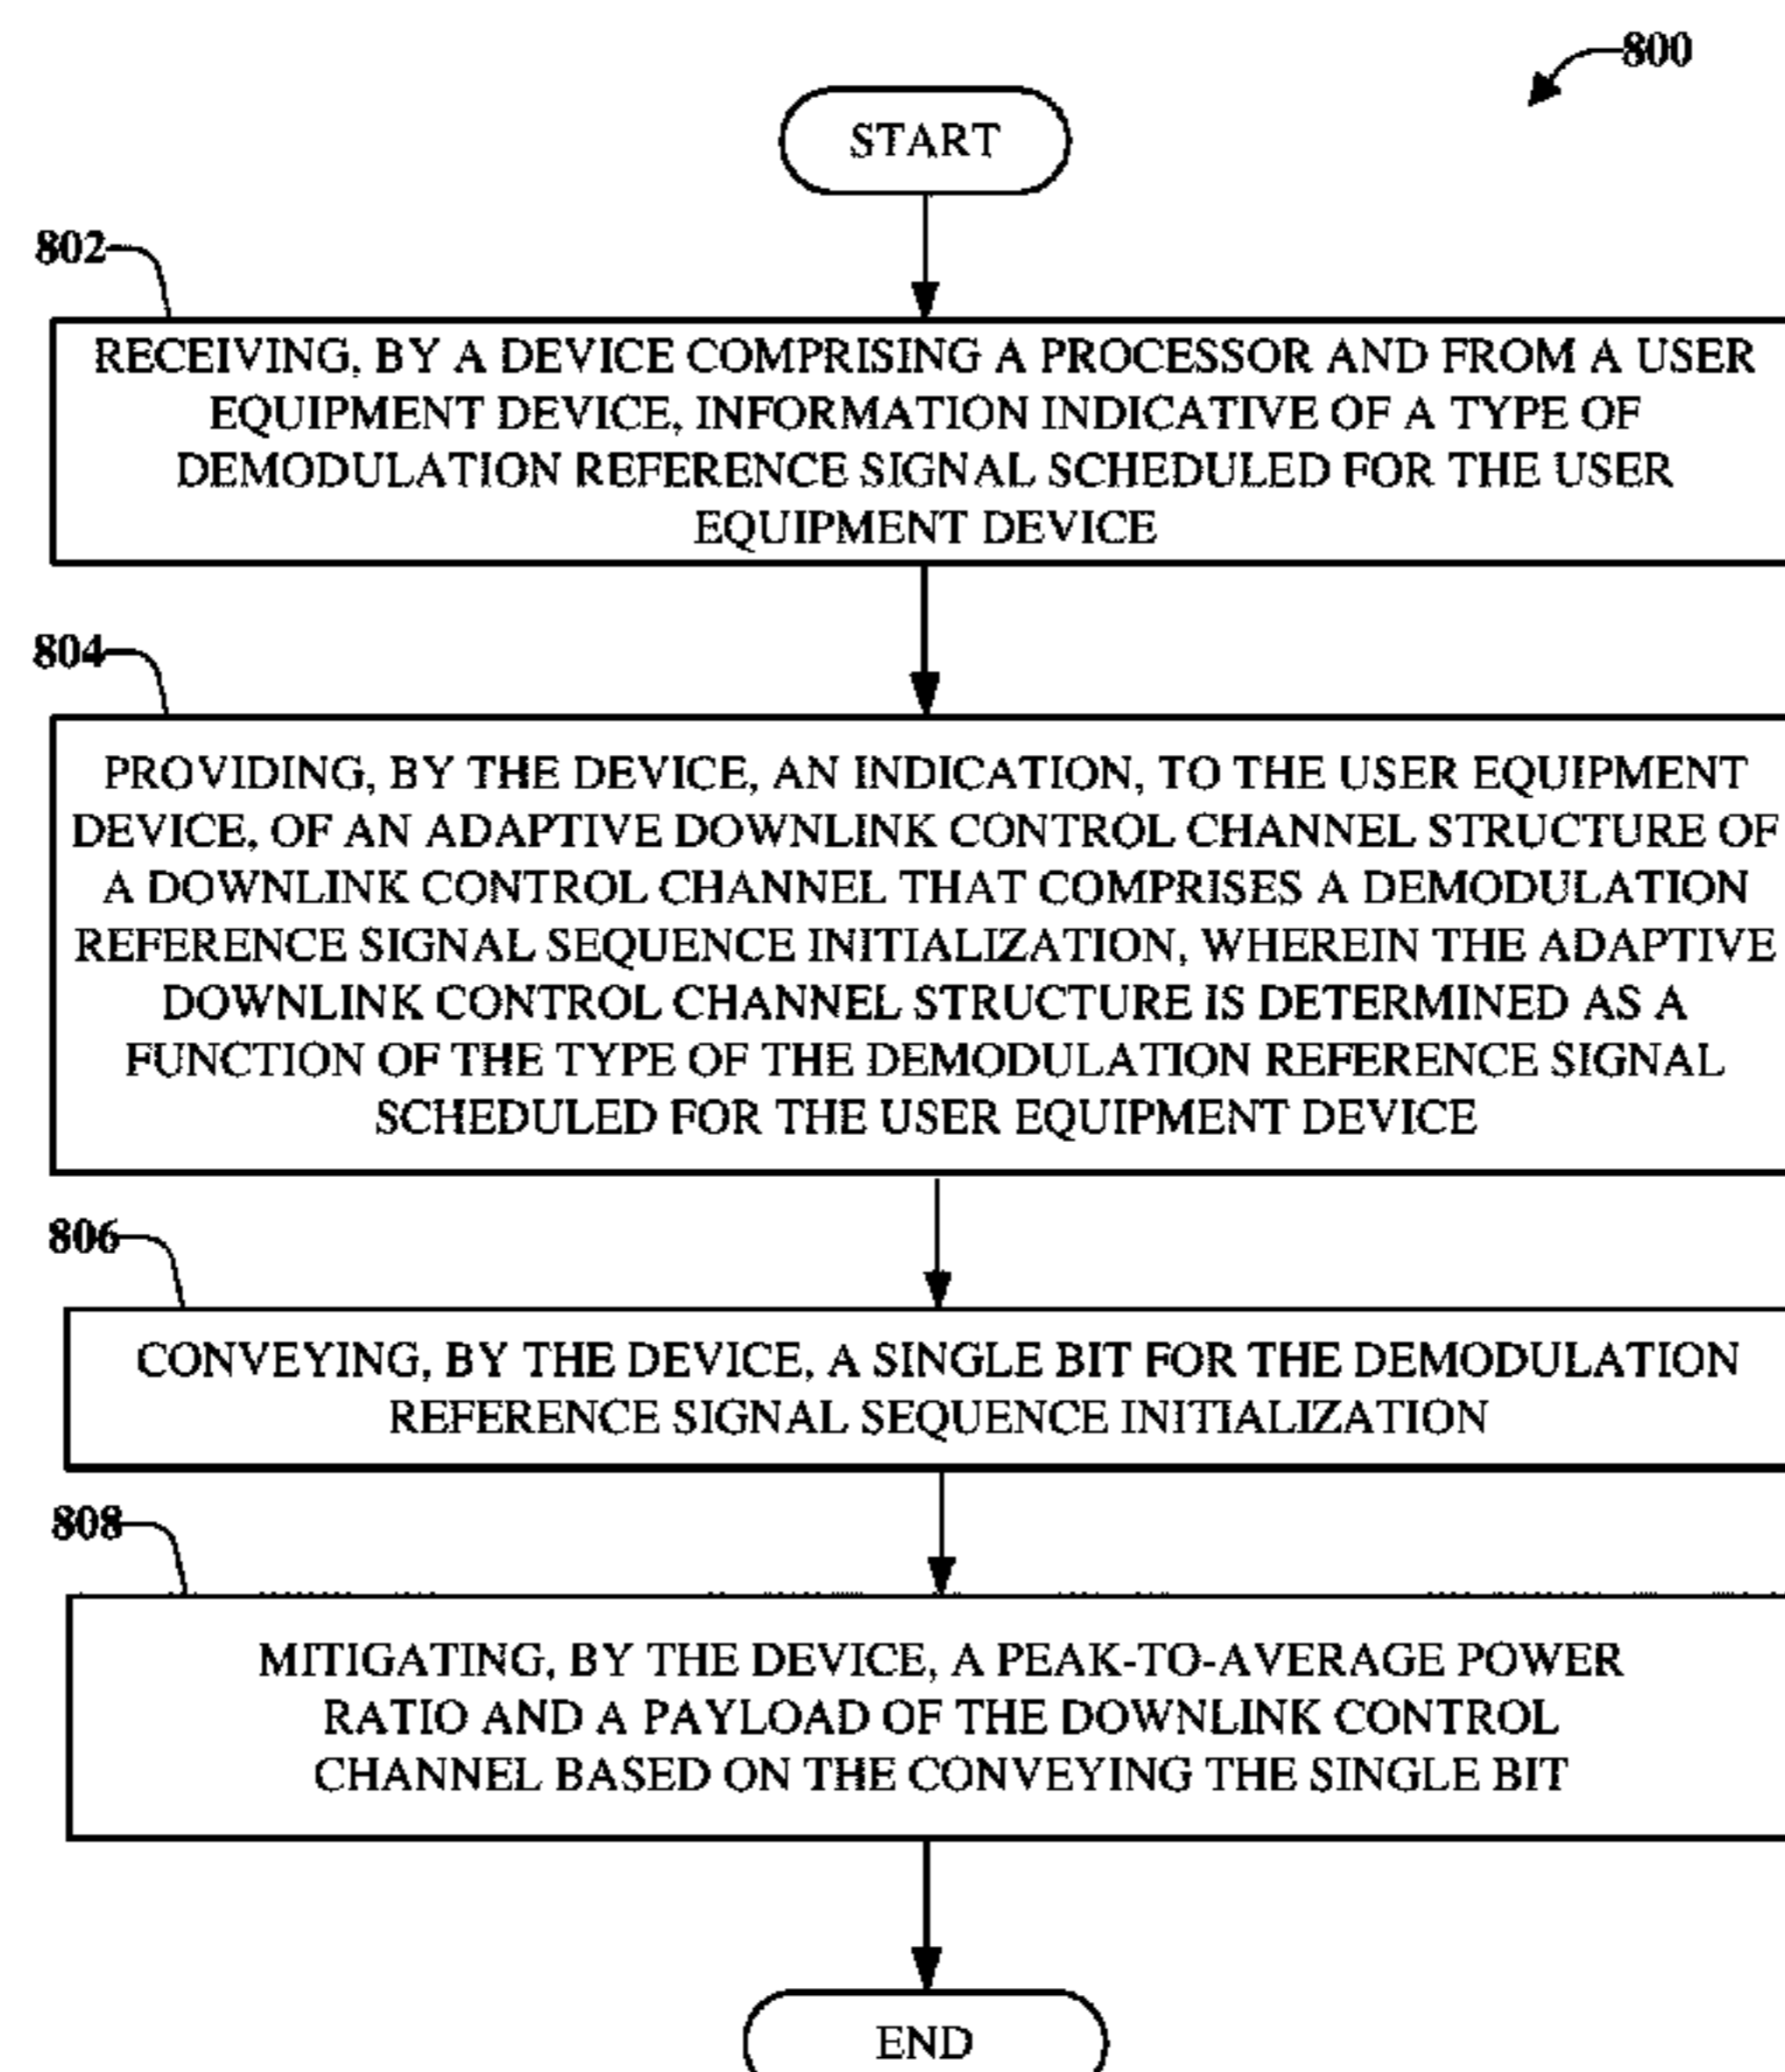 800
START
802
RECEIVING, BY A DEVICE COMPRISING A PROCESSOR AND FROM A USER
EQUIPMENT DEVICE, INFORMATION INDICATIVE OF A TYPE OF
DEMODULATION REFERENCE SIGNAL SCHEDULED FOR THE USER
EQUIPMENT DEVICE
804
PROVIDING, BY THE DEVICE, AN INDICATION, TO THE USER EQUIPMENT
DEVICE, OF AN ADAPTIVE DOWNLINK CONTROL CHANNEL STRUCTURE OF
A DOWNLINK CONTROL CHANNEL THAT COMPRISES A DEMODULATION
REFERENCE SIGNAL SEQUENCE INITIALIZATION, WHEREIN THE ADAPTIVE
DOWNLINK CONTROL CHANNEL STRUCTURE IS DETERMINED AS A
FUNCTION OF THE TYPE OF THE DEMODULATION REFERENCE SIGNAL
SCHEDULED FOR THE USER EQUIPMENT DEVICE
806
CONVEYING, BY THE DEVICE, A SINGLE BIT FOR THE DEMODULATION
REFERENCE SIGNAL SEQUENCE INITIALIZATION
808
MITIGATING, BY THE DEVICE, A PEAK-TO-AVERAGE POWER
RATIO AND A PAYLOAD OF THE DOWNLINK CONTROL
CHANNEL BASED ON THE CONVEYING THE SINGLE BIT
END